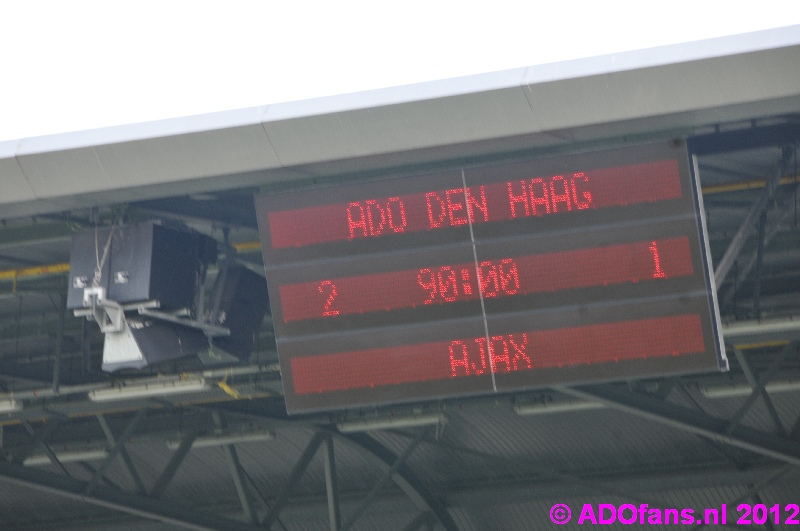 ADO DEN HAAG
2 90:00 1
AJAX
© ADOfans.nl 2012